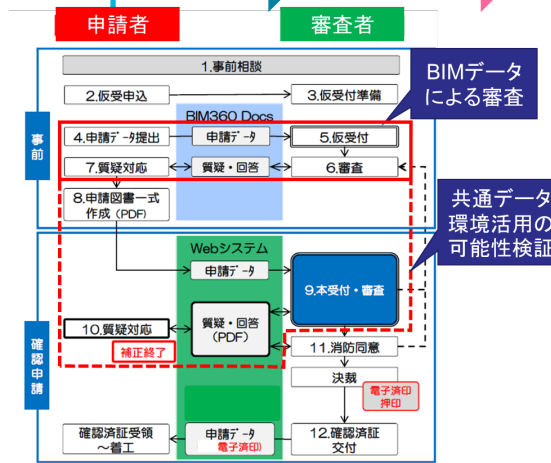 申請者
審査者
1.事前相談
BIMデータ
による審査
2.仮受申込
3.仮受付準備
BIM360 Docs
事前
4.申請ﾃﾞｰﾀ提出
申請ﾃﾞｰﾀ
5.仮受付
7.質疑対応
質疑・回答
6.審査
8.申請図書一式
作成（PDF）
共通データ
環境活用の
可能性検証
Webシステム
申請ﾃﾞｰﾀ
9.本受付・審査
確認申請
10.質疑対応
質疑・回答
（PDF）
補正終了
11.消防同意
決裁
電子済印
押印
確認済証受領
～着工
申請ﾃﾞｰﾀ
電子済印)
12.確認済証
交付